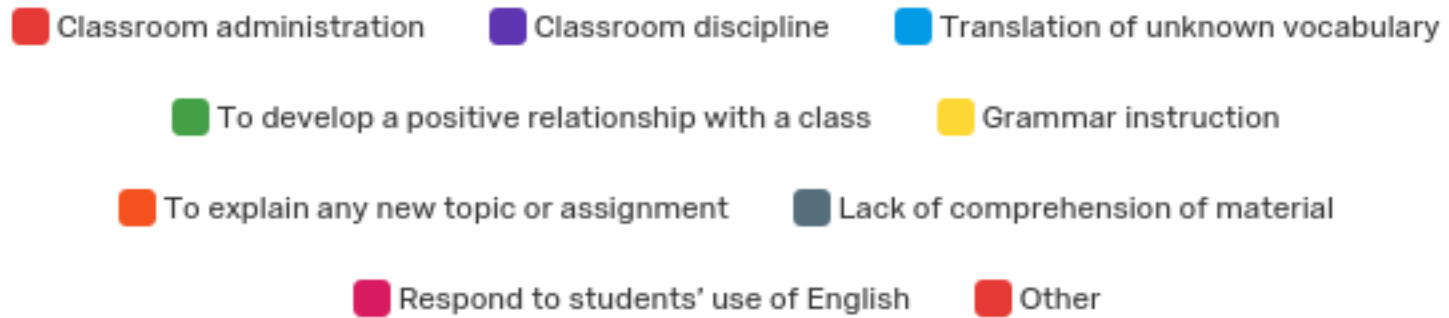 Classroom administration Classroom discipline Translation of unknown vocabulary
To develop a positive relationship with a class Grammar instruction
To explain any new topic or assignment Lack of comprehension of material
Respond to students’ use of English Other